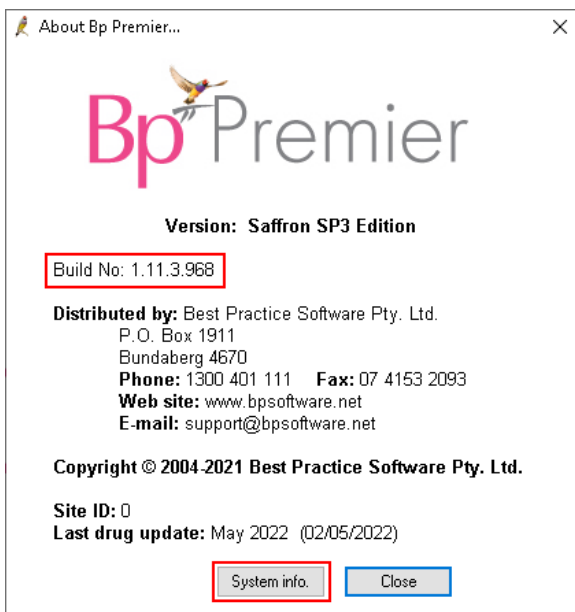 About Bp Premier...
Bp Premier
Version: Saffron SP3 Edition
Build No: 1.11.3.968
Distributed by: Best Practice Software Pty. Ltd.
P.O. Box 1911
Bundaberg 4670
Phone: 1300 401 111 Fax: 07 4153 2093
Web site: www.bpsoftware.net
E-mail: support@bpsoftware.net
Copyright © 2004-2021 Best Practice Software Pty. Ltd.
Site ID: 0
Last drug update: May 2022 (02/05/2022)
System info. Close